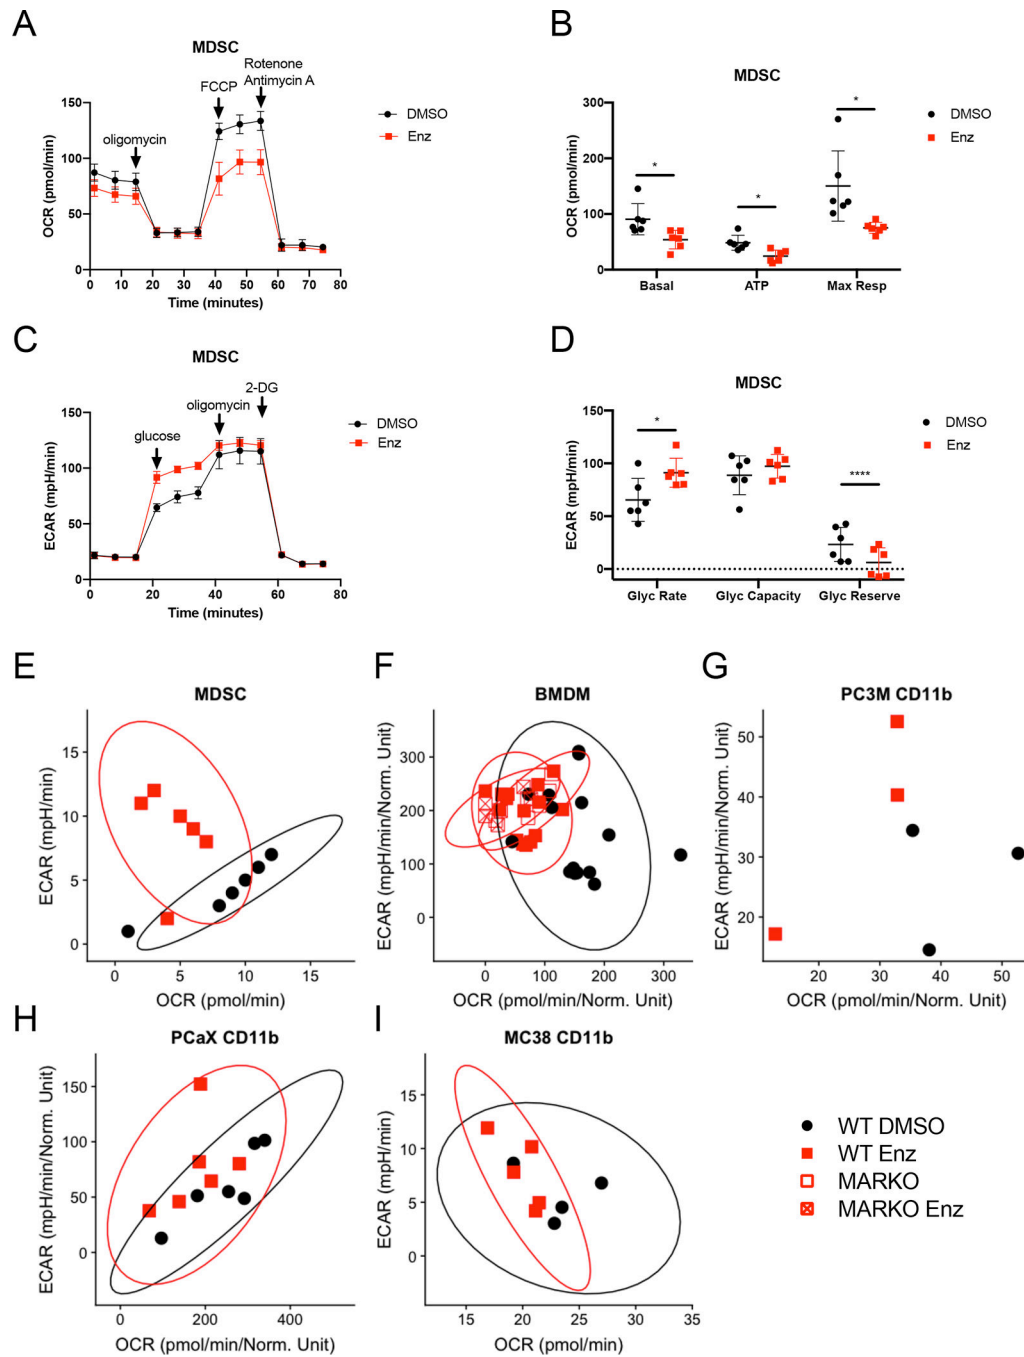 A
MDSC
OCR (pmol/min)
150
100
50
0
0 10 20 30 40 50 60 70 80
Time (minutes)
oligomycin
FCCP
Rotenone
Antimycin A
DMSO
Enz
B
MDSC
OCR (pmol/min)
300
200
100
0
* * *
Basal ATP Max Resp
DMSO
Enz
C
MDSC
ECAR (mpH/min)
150
100
50
0
0 20 40 60 80
Time (minutes)
glucose
oligomycin
2-DG
DMSO
Enz
D
MDSC
ECAR (mpH/min)
150
100
50
0
* ****
Glyc Rate Glyc Capacity Glyc Reserve
DMSO
Enz
E
MDSC
ECAR (mpH/min)
15
10
5
0
0 5 10 15
OCR (pmol/min)
F
BMDM
ECAR (mpH/min/Norm. Unit)
300
200
100
0
0 100 200 300
OCR (pmol/min/Norm. Unit)
G
PC3M CD11b
ECAR (mpH/min/Norm. Unit)
50
40
30
20
20 30 40 50
OCR (pmol/min/Norm. Unit)
H
PCaX CD11b
ECAR (mpH/min/Norm. Unit)
150
100
50
0
0 200 400
OCR (pmol/min/Norm. Unit)
I
MC38 CD11b
ECAR (mpH/min)
15
10
5
0
15 20 25 30 35
OCR (pmol/min)
WT DMSO
WT Enz
MARKO
MARKO Enz